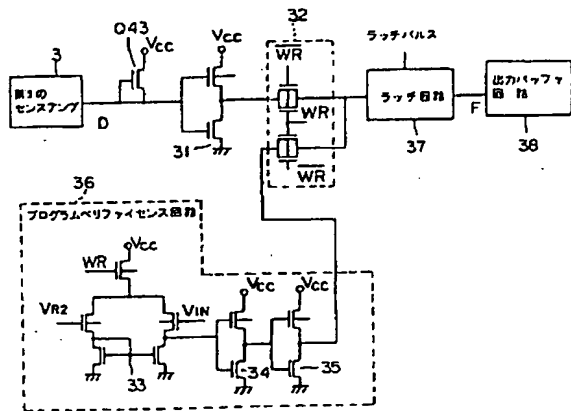 Q43
3
VCC
第1の
センスアンプ
D
VCC
31
32
WR
WR
WR
ラッチパルス
ラッチ回路
37
F
出力バッファ
回路
38
36
プログラムベリファイセンス回路
VCC
WR
VR2
VIN
33
VCC
34
VCC
35